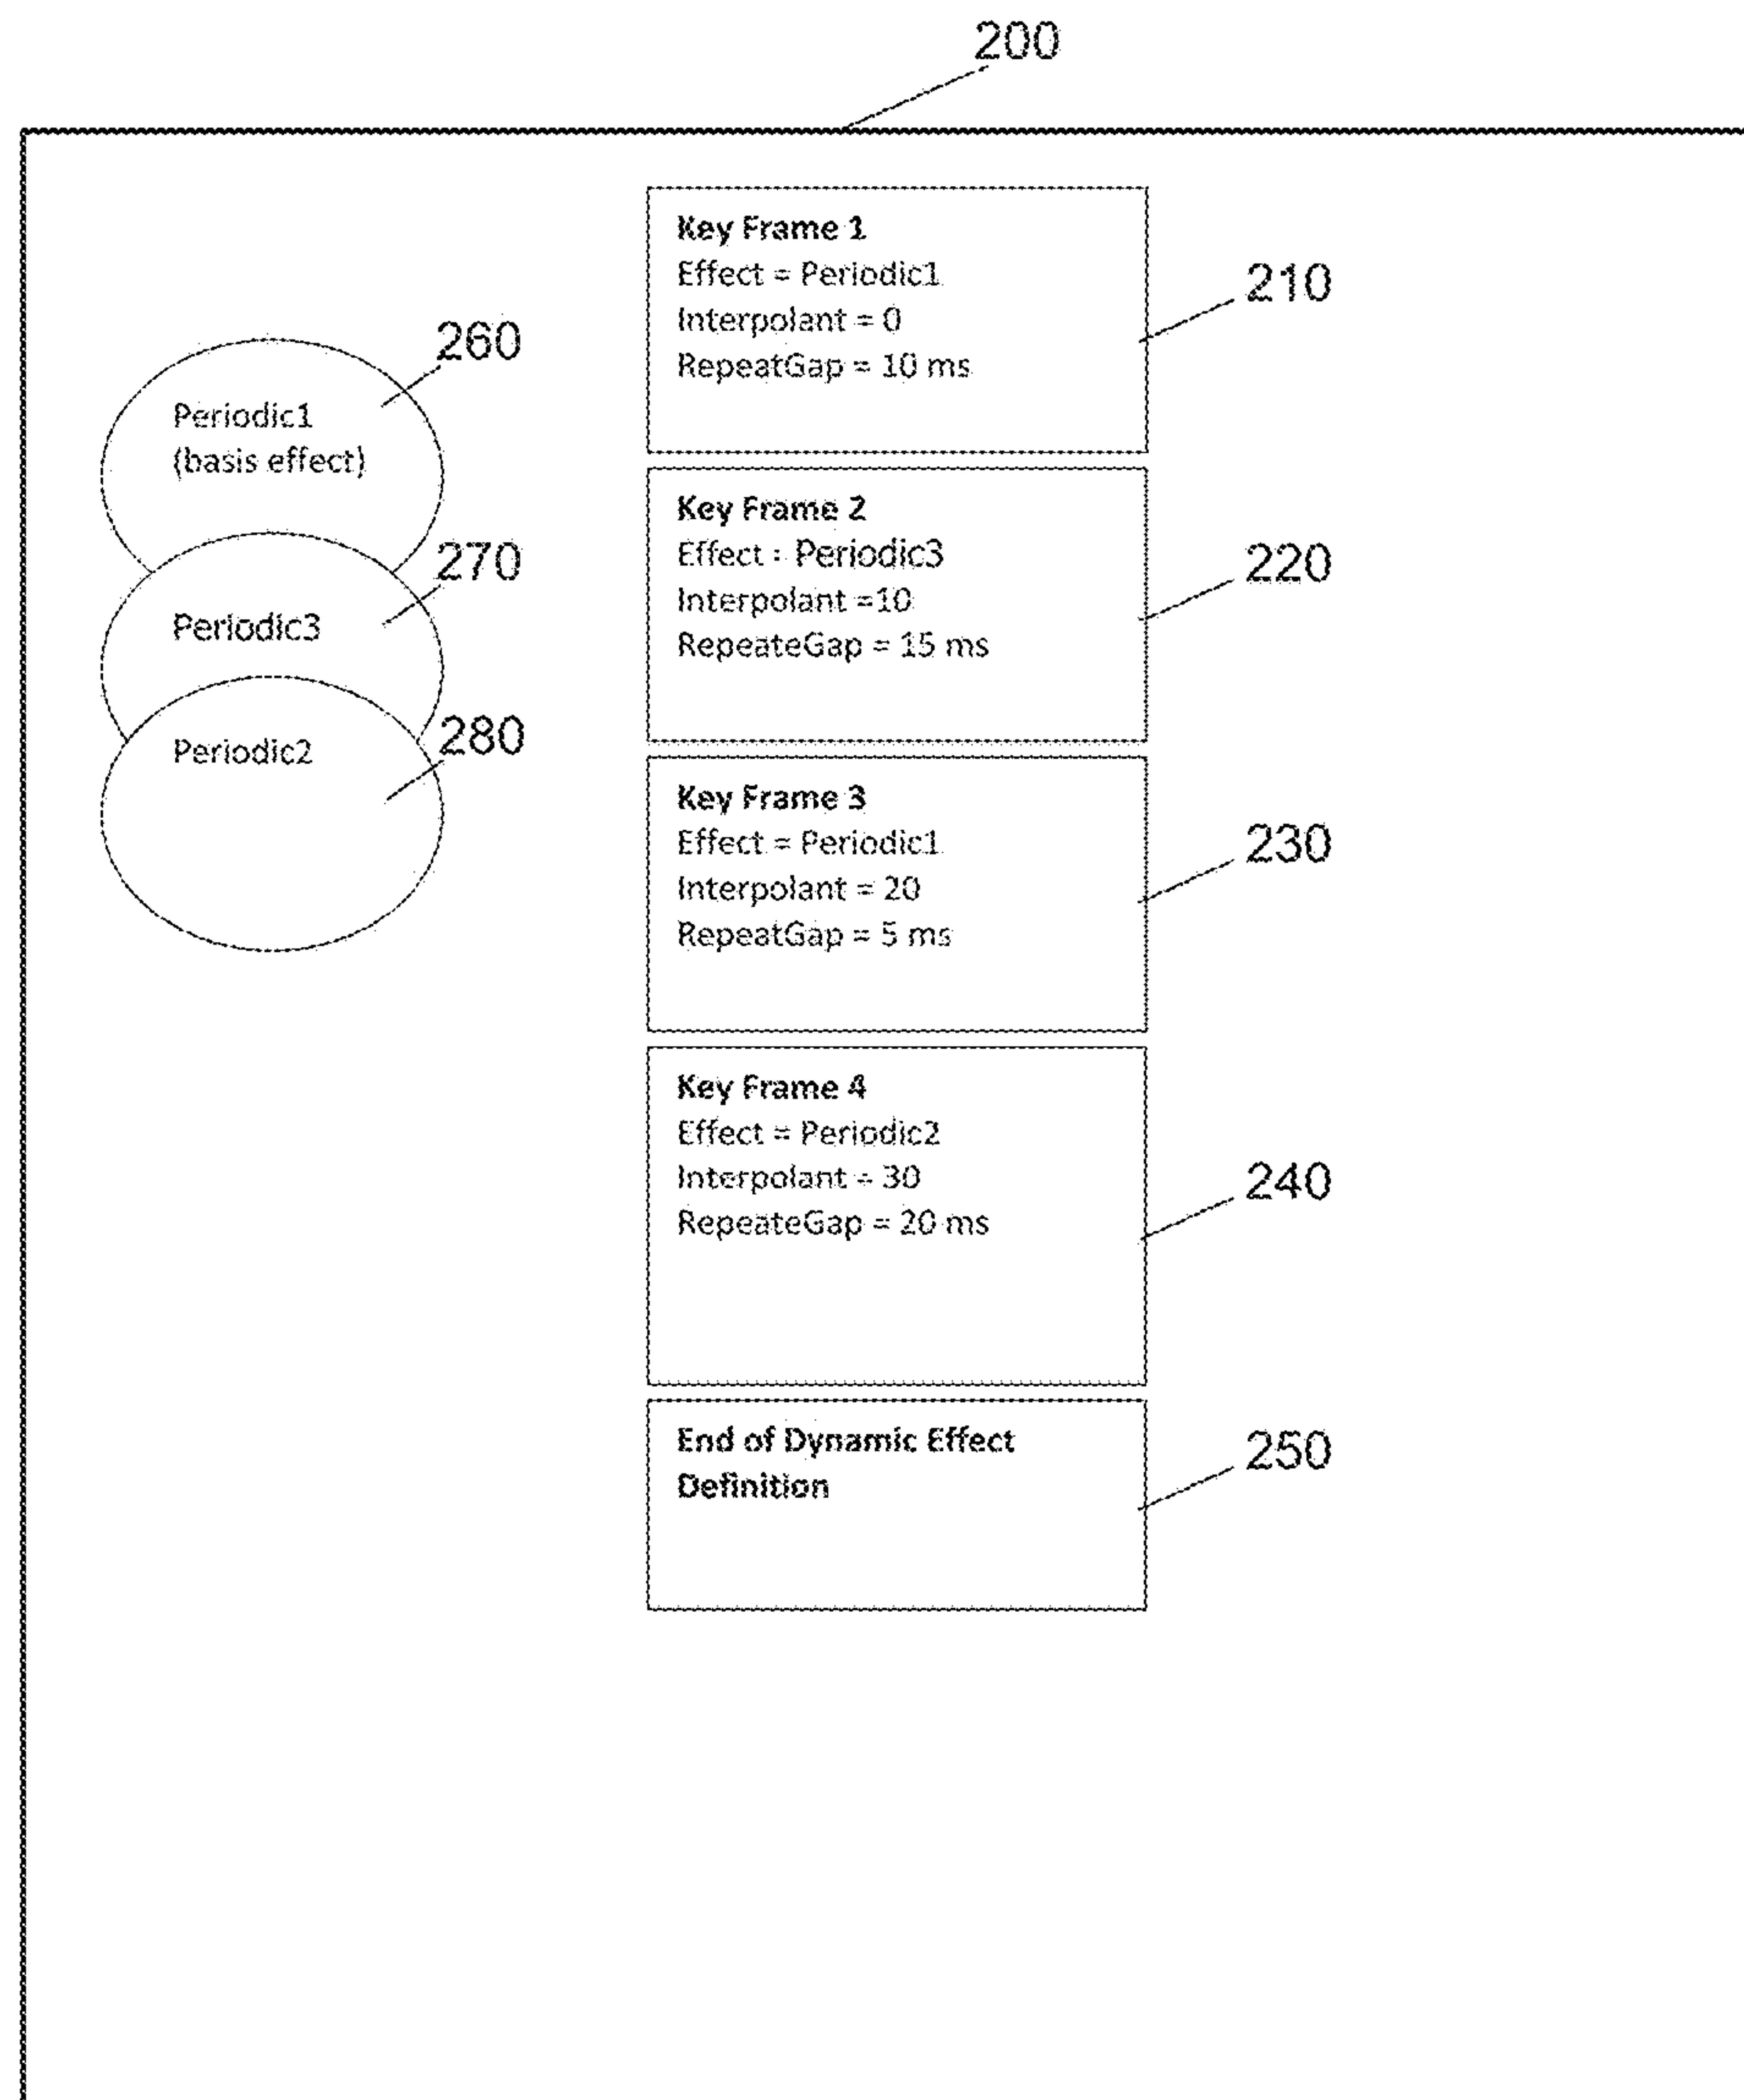 200
Key Frame 1
Effect = Periodic1
Interpolant = 0
RepeatGap = 10 ms
210
260
Periodic1
(basis effect)
Key Frame 2
Effect = Periodic3
Interpolant =10
RepeateGap = 15 ms
220
270
Periodic3
280
Periodic2
Key Frame 3
Effect = Periodic1
Interpolant = 20
RepeatGap = 5 ms
230
Key Frame 4
Effect = Periodic2
Interpolant = 30
RepeateGap = 20 ms
240
End of Dynamic Effect
Definition
250